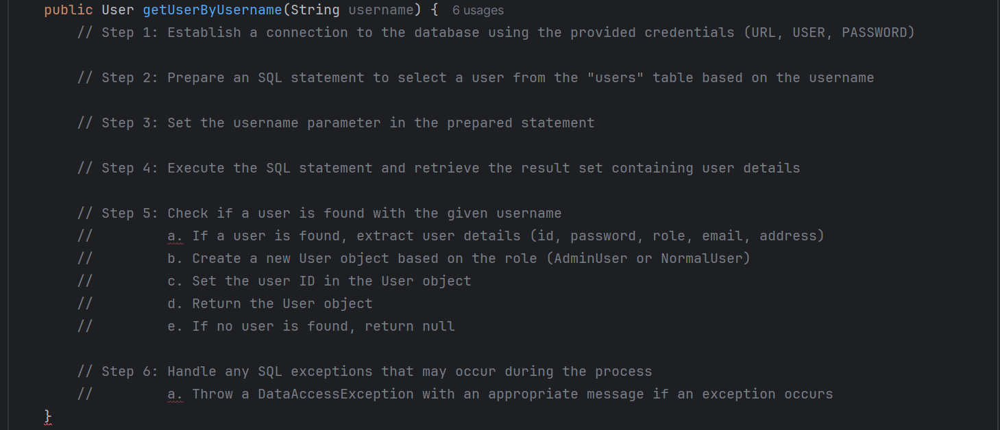 public User getUserByUsername(String username) {  6 usages
    // Step 1: Establish a connection to the database using the provided credentials (URL, USER, PASSWORD)
    // Step 2: Prepare an SQL statement to select a user from the "users" table based on the username
    // Step 3: Set the username parameter in the prepared statement
    // Step 4: Execute the SQL statement and retrieve the result set containing user details
    // Step 5: Check if a user is found with the given username
    //         a. If a user is found, extract user details (id, password, role, email, address)
    //         b. Create a new User object based on the role (AdminUser or NormalUser)
    //         c. Set the user ID in the User object
    //         d. Return the User object
    //         e. If no user is found, return null
    // Step 6: Handle any SQL exceptions that may occur during the process
    //         a. Throw a DataAccessException with an appropriate message if an exception occurs
}